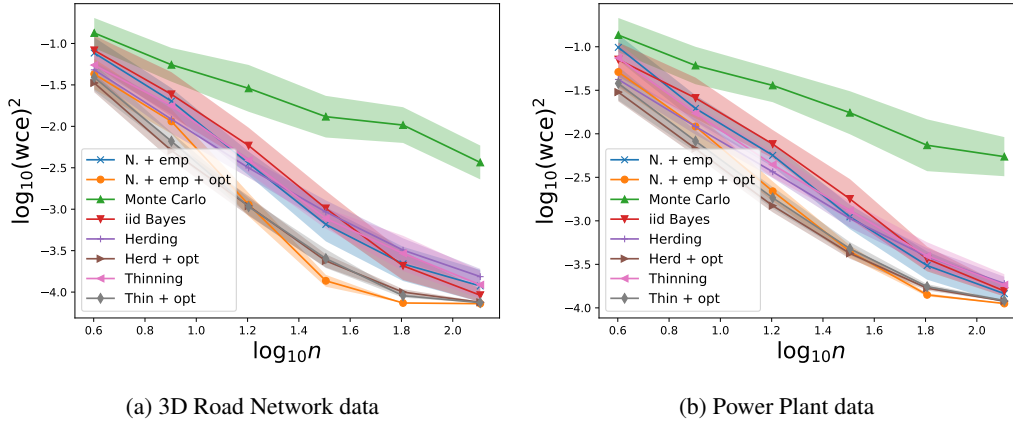 log₁₀(wce)²
−1.0
−1.5
−2.0
−2.5
−3.0
−3.5
−4.0
N. + emp
N. + emp + opt
Monte Carlo
iid Bayes
Herding
Herd + opt
Thinning
Thin + opt
0.6 0.8 1.0 1.2 1.4 1.6 1.8 2.0
log₁₀n
(a) 3D Road Network data
log₁₀(wce)²
−1.0
−1.5
−2.0
−2.5
−3.0
−3.5
−4.0
N. + emp
N. + emp + opt
Monte Carlo
iid Bayes
Herding
Herd + opt
Thinning
Thin + opt
0.6 0.8 1.0 1.2 1.4 1.6 1.8 2.0
log₁₀n
(b) Power Plant data